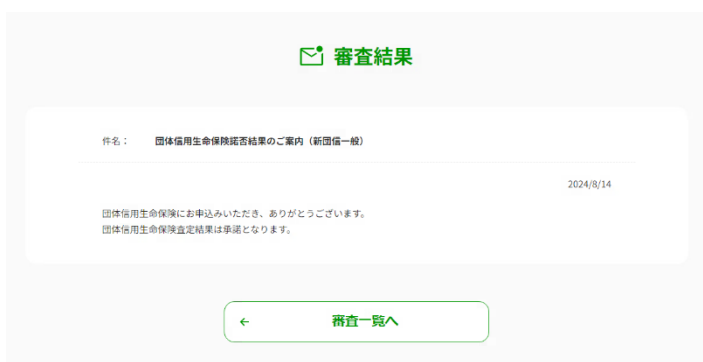 審査結果
件名： 団体信用生命保険諾否結果のご案内（新団信一般）
2024/8/14
団体信用生命保険にお申込みいただき、ありがとうございます。
団体信用生命保険査定結果は承諾となります。
← 審査一覧へ